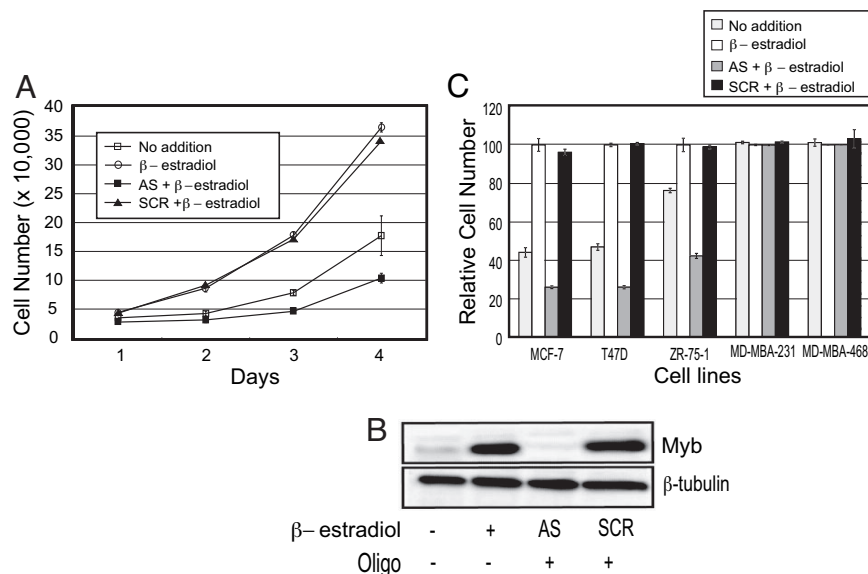 No addition
β– estradiol
AS + β – estradiol
SCR + β – estradiol
A
Cell Number (x 10,000)
40
35
30
25
20
15
10
5
0
No addition
β– estradiol
AS + β–estradiol
SCR +β– estradiol
1 2 3 4
Days
C
Relative Cell Number
120
100
80
60
40
20
0
MCF-7 T47D ZR-75-1 MD-MBA-231 MD-MBA-468
Cell lines
B
Myb
β-tubulin
β– estradiol - + AS SCR
Oligo - - + +